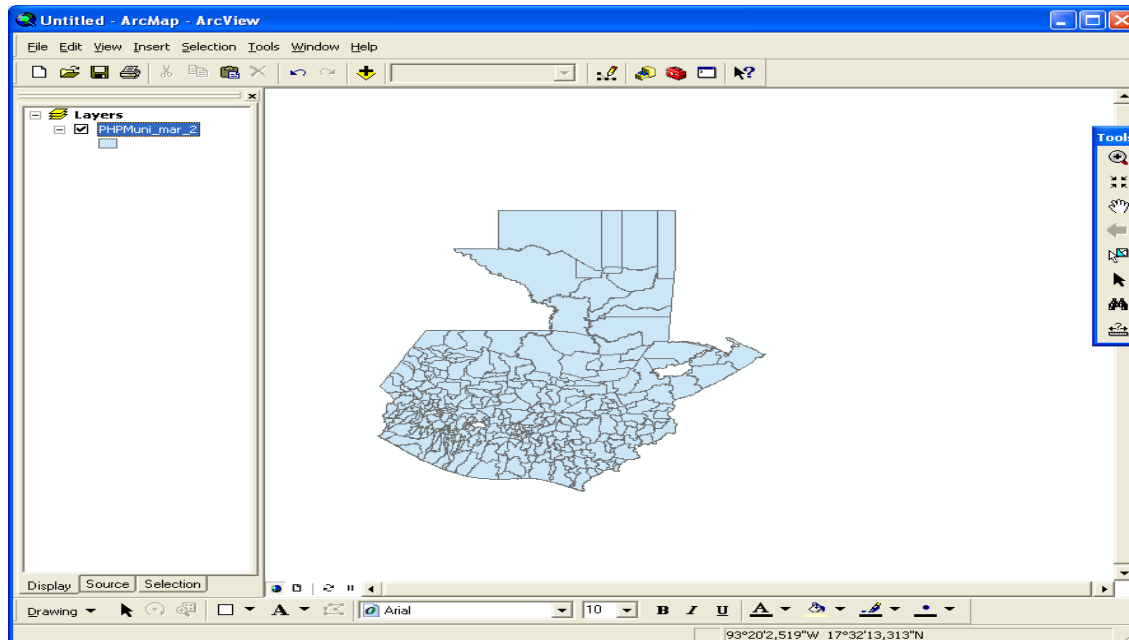 Untitled - ArcMap - ArcView
File Edit View Insert Selection Tools Window Help
Layers
PHPMuni_mar_2
Tools
Display Source Selection
Drawing A Arial 10 B I U A
93°20'2,519"W 17°32'13,313"N